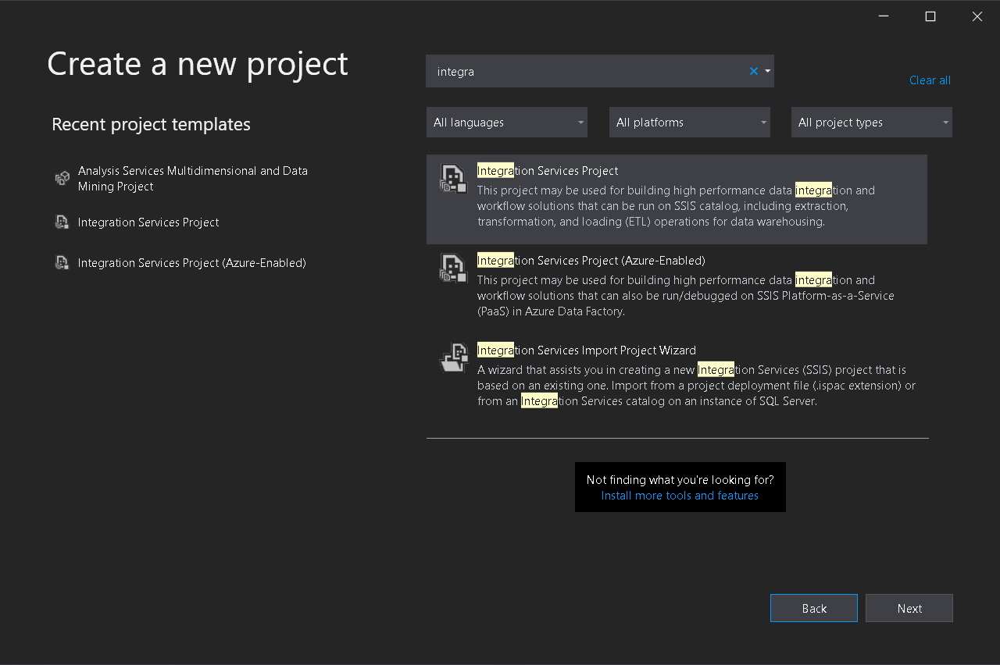 Create a new project
Recent project templates
Analysis Services Multidimensional and Data
Mining Project
Integration Services Project
Integration Services Project (Azure-Enabled)
integra
Clear all
All languages
All platforms
All project types
Integration Services Project
This project may be used for building high performance data integration and
workflow solutions that can be run on SSIS catalog, including extraction,
transformation, and loading (ETL) operations for data warehousing.
Integration Services Project (Azure-Enabled)
This project may be used for building high performance data integration and
workflow solutions that can also be run/debugged on SSIS Platform-as-a-Service
(PaaS) in Azure Data Factory.
Integration Services Import Project Wizard
A wizard that assists you in creating a new Integration Services (SSIS) project that is
based on an existing one. Import from a project deployment file (.ispac extension) or
from an Integration Services catalog on an instance of SQL Server.
Not finding what you're looking for?
Install more tools and features
Back
Next